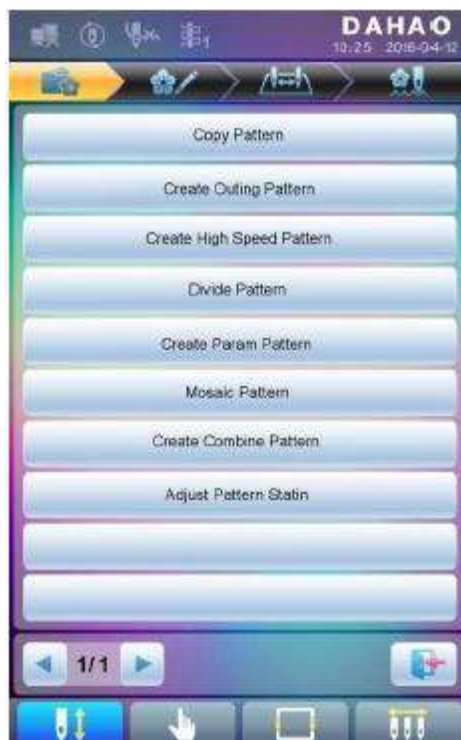 DAHAO
10:25 2016-04-12
1
Copy Pattern
Create Outing Pattern
Create High Speed Pattern
Divide Pattern
Create Param Pattern
Mosaic Pattern
Create Combine Pattern
Adjust Pattern Statin
1/1